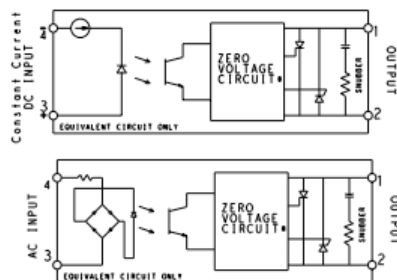 Constant Current
DC INPUT
4
3
ZERO
VOLTAGE
CIRCUIT*
SNUBBER
1
2
OUTPUT
EQUIVALENT CIRCUIT ONLY
AC INPUT
4
3
ZERO
VOLTAGE
CIRCUIT*
SNUBBER
1
2
OUTPUT
EQUIVALENT CIRCUIT ONLY